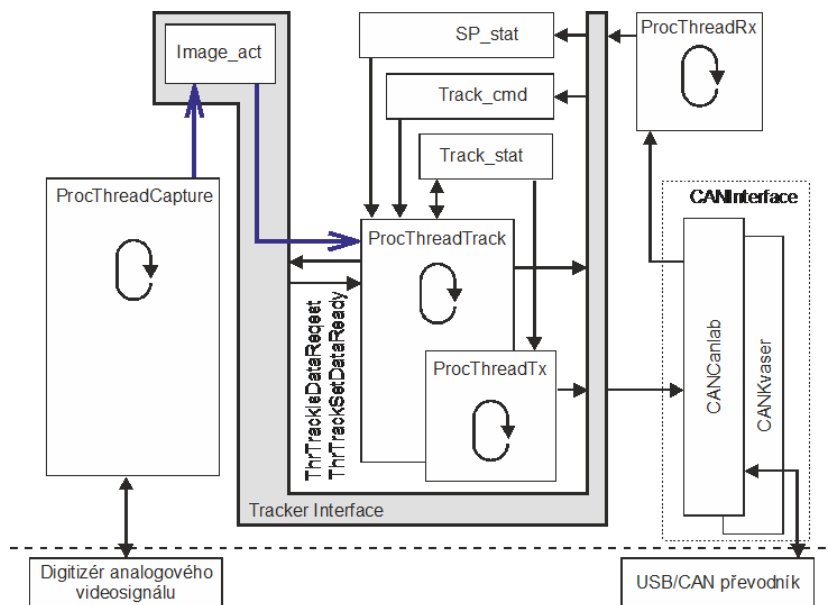 Image_act
SP_stat
ProcThreadRx
Track_cmd
Track_stat
ProcThreadCapture
CANInterface
ProcThreadTrack
ThrTrackIsDataReqest
ThrTrackSetDataReady
ProcThreadTx
CANCanlab
CANKvaser
Tracker Interface
Digitizér analogového
videosignálu
USB/CAN převodník